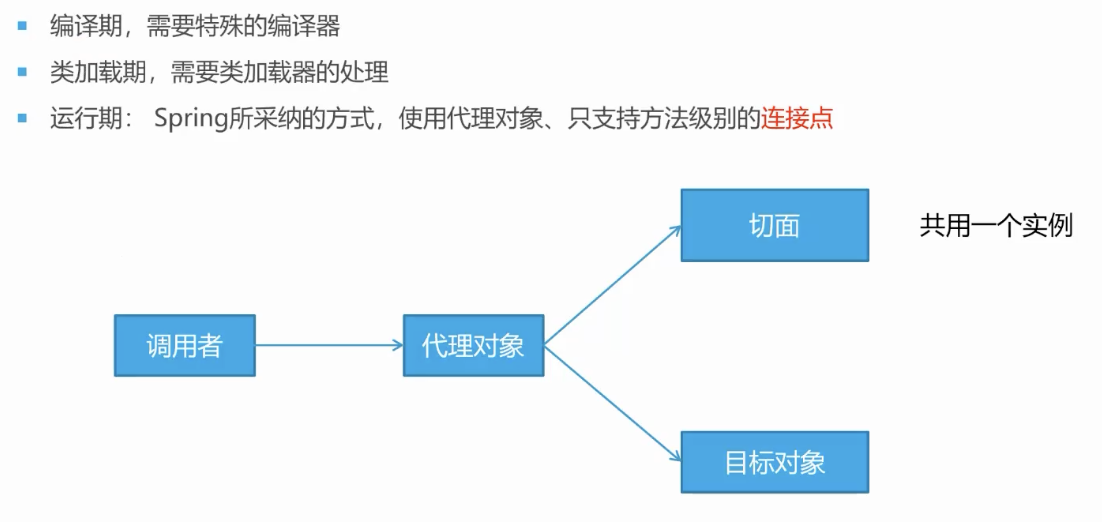 编译期，需要特殊的编译器
类加载期，需要类加载器的处理
运行期： Spring所采纳的方式，使用代理对象、只支持方法级别的连接点
切面
共用一个实例
调用者
代理对象
目标对象